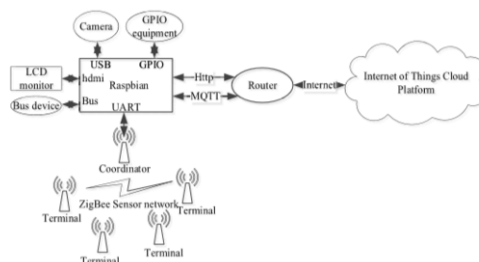 Camera
GPIO
equipment
LCD
monitor
Bus device
USB
GPIO
hdmi
Raspbian
Bus
UART
Http
MQTT
Router
Internet
Internet of Things Cloud
Platform
Coordinator
ZigBee Sensor network
Terminal
Terminal
Terminal
Terminal